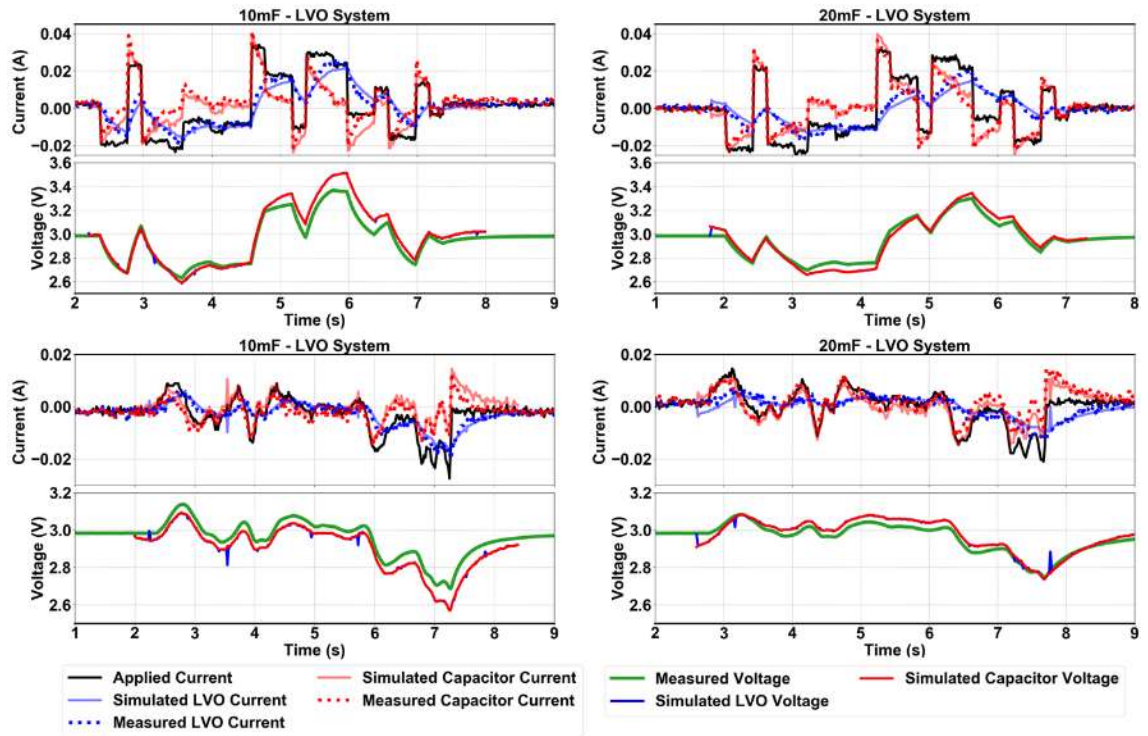 10mF - LVO System
20mF - LVO System
Current (A)
0.04
0.02
0.00
−0.02
Current (A)
0.04
0.02
0.00
−0.02
Voltage (V)
3.6
3.4
3.2
3.0
2.8
2.6
Voltage (V)
3.6
3.4
3.2
3.0
2.8
2.6
2 3 4 5 6 7 8 9
1 2 3 4 5 6 7 8
Time (s)
Time (s)
10mF - LVO System
20mF - LVO System
Current (A)
0.02
0.00
−0.02
Current (A)
0.02
0.00
−0.02
Voltage (V)
3.2
3.0
2.8
2.6
Voltage (V)
3.2
3.0
2.8
2.6
1 2 3 4 5 6 7 8 9
2 3 4 5 6 7 8 9
Time (s)
Time (s)
Applied Current
Simulated LVO Current
Measured LVO Current
Simulated Capacitor Current
Measured Capacitor Current
Measured Voltage
Simulated LVO Voltage
Simulated Capacitor Voltage